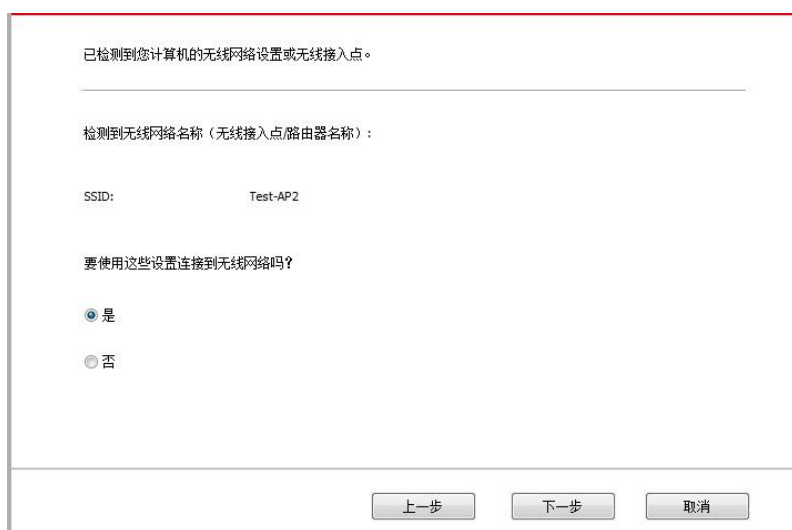 已检测到您计算机的无线网络设置或无线接入点。
检测到无线网络名称（无线接入点/路由器名称）：
SSID: Test-AP2
要使用这些设置连接到无线网络吗？
是
否
上一步 下一步 取消